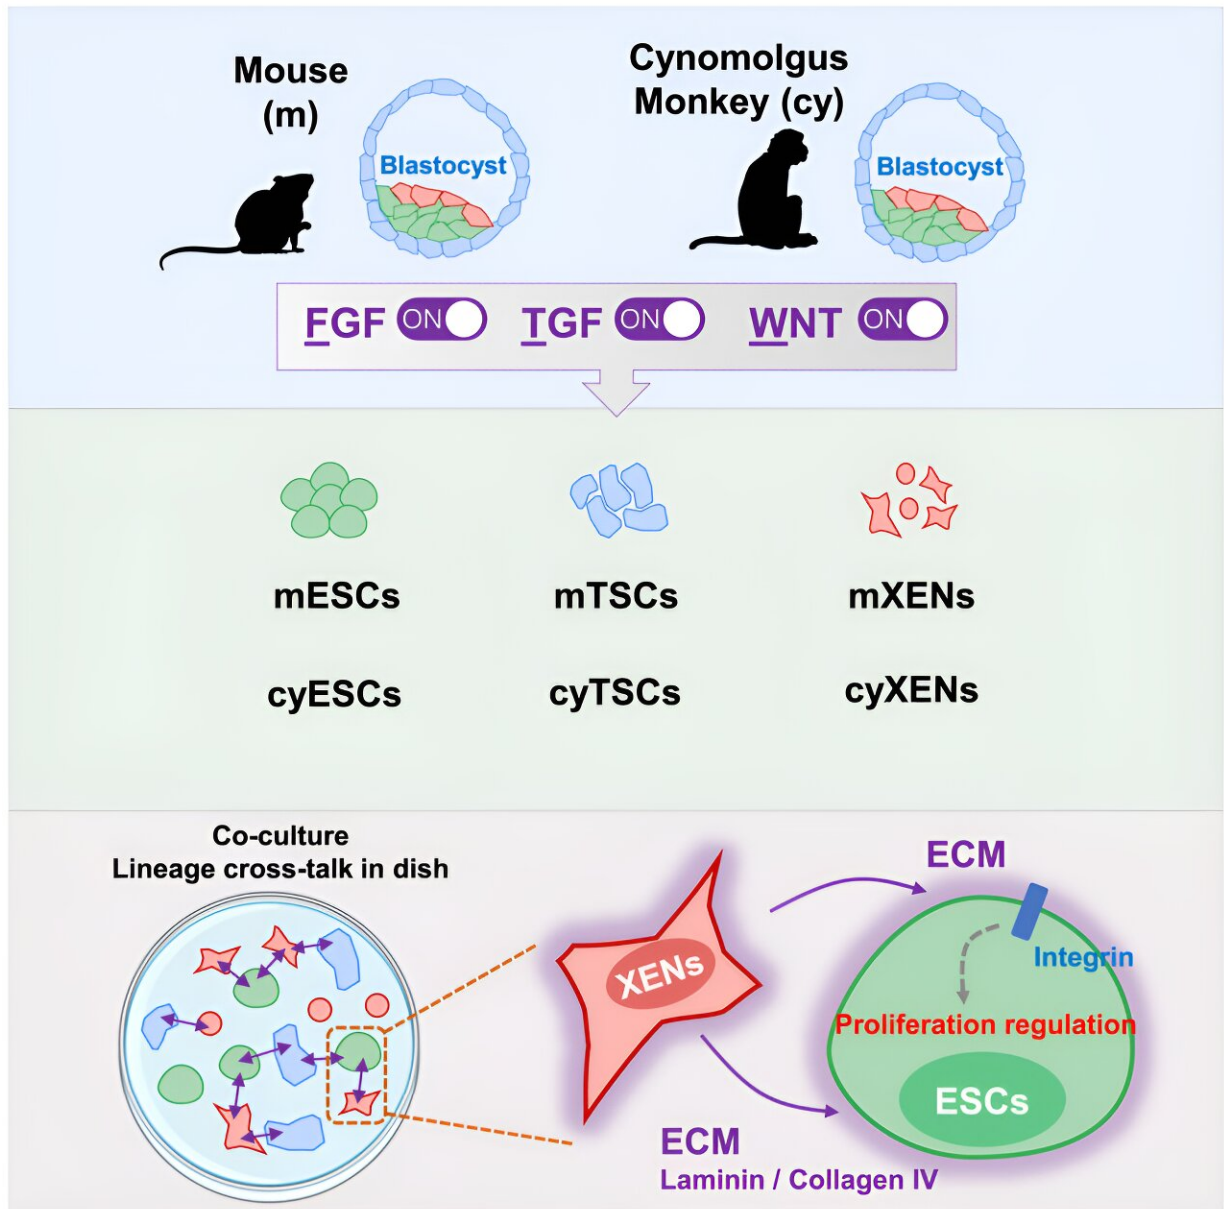 Mouse
(m)
Cynomolgus
Monkey (cy)
Blastocyst
Blastocyst
FGF ON TGF ON WNT ON
mESCs mTSCs mXENs
cyESCs cyTSCs cyXENs
Co-culture
Lineage cross-talk in dish
ECM
XENs
Integrin
Proliferation regulation
ESCs
ECM
Laminin / Collagen IV